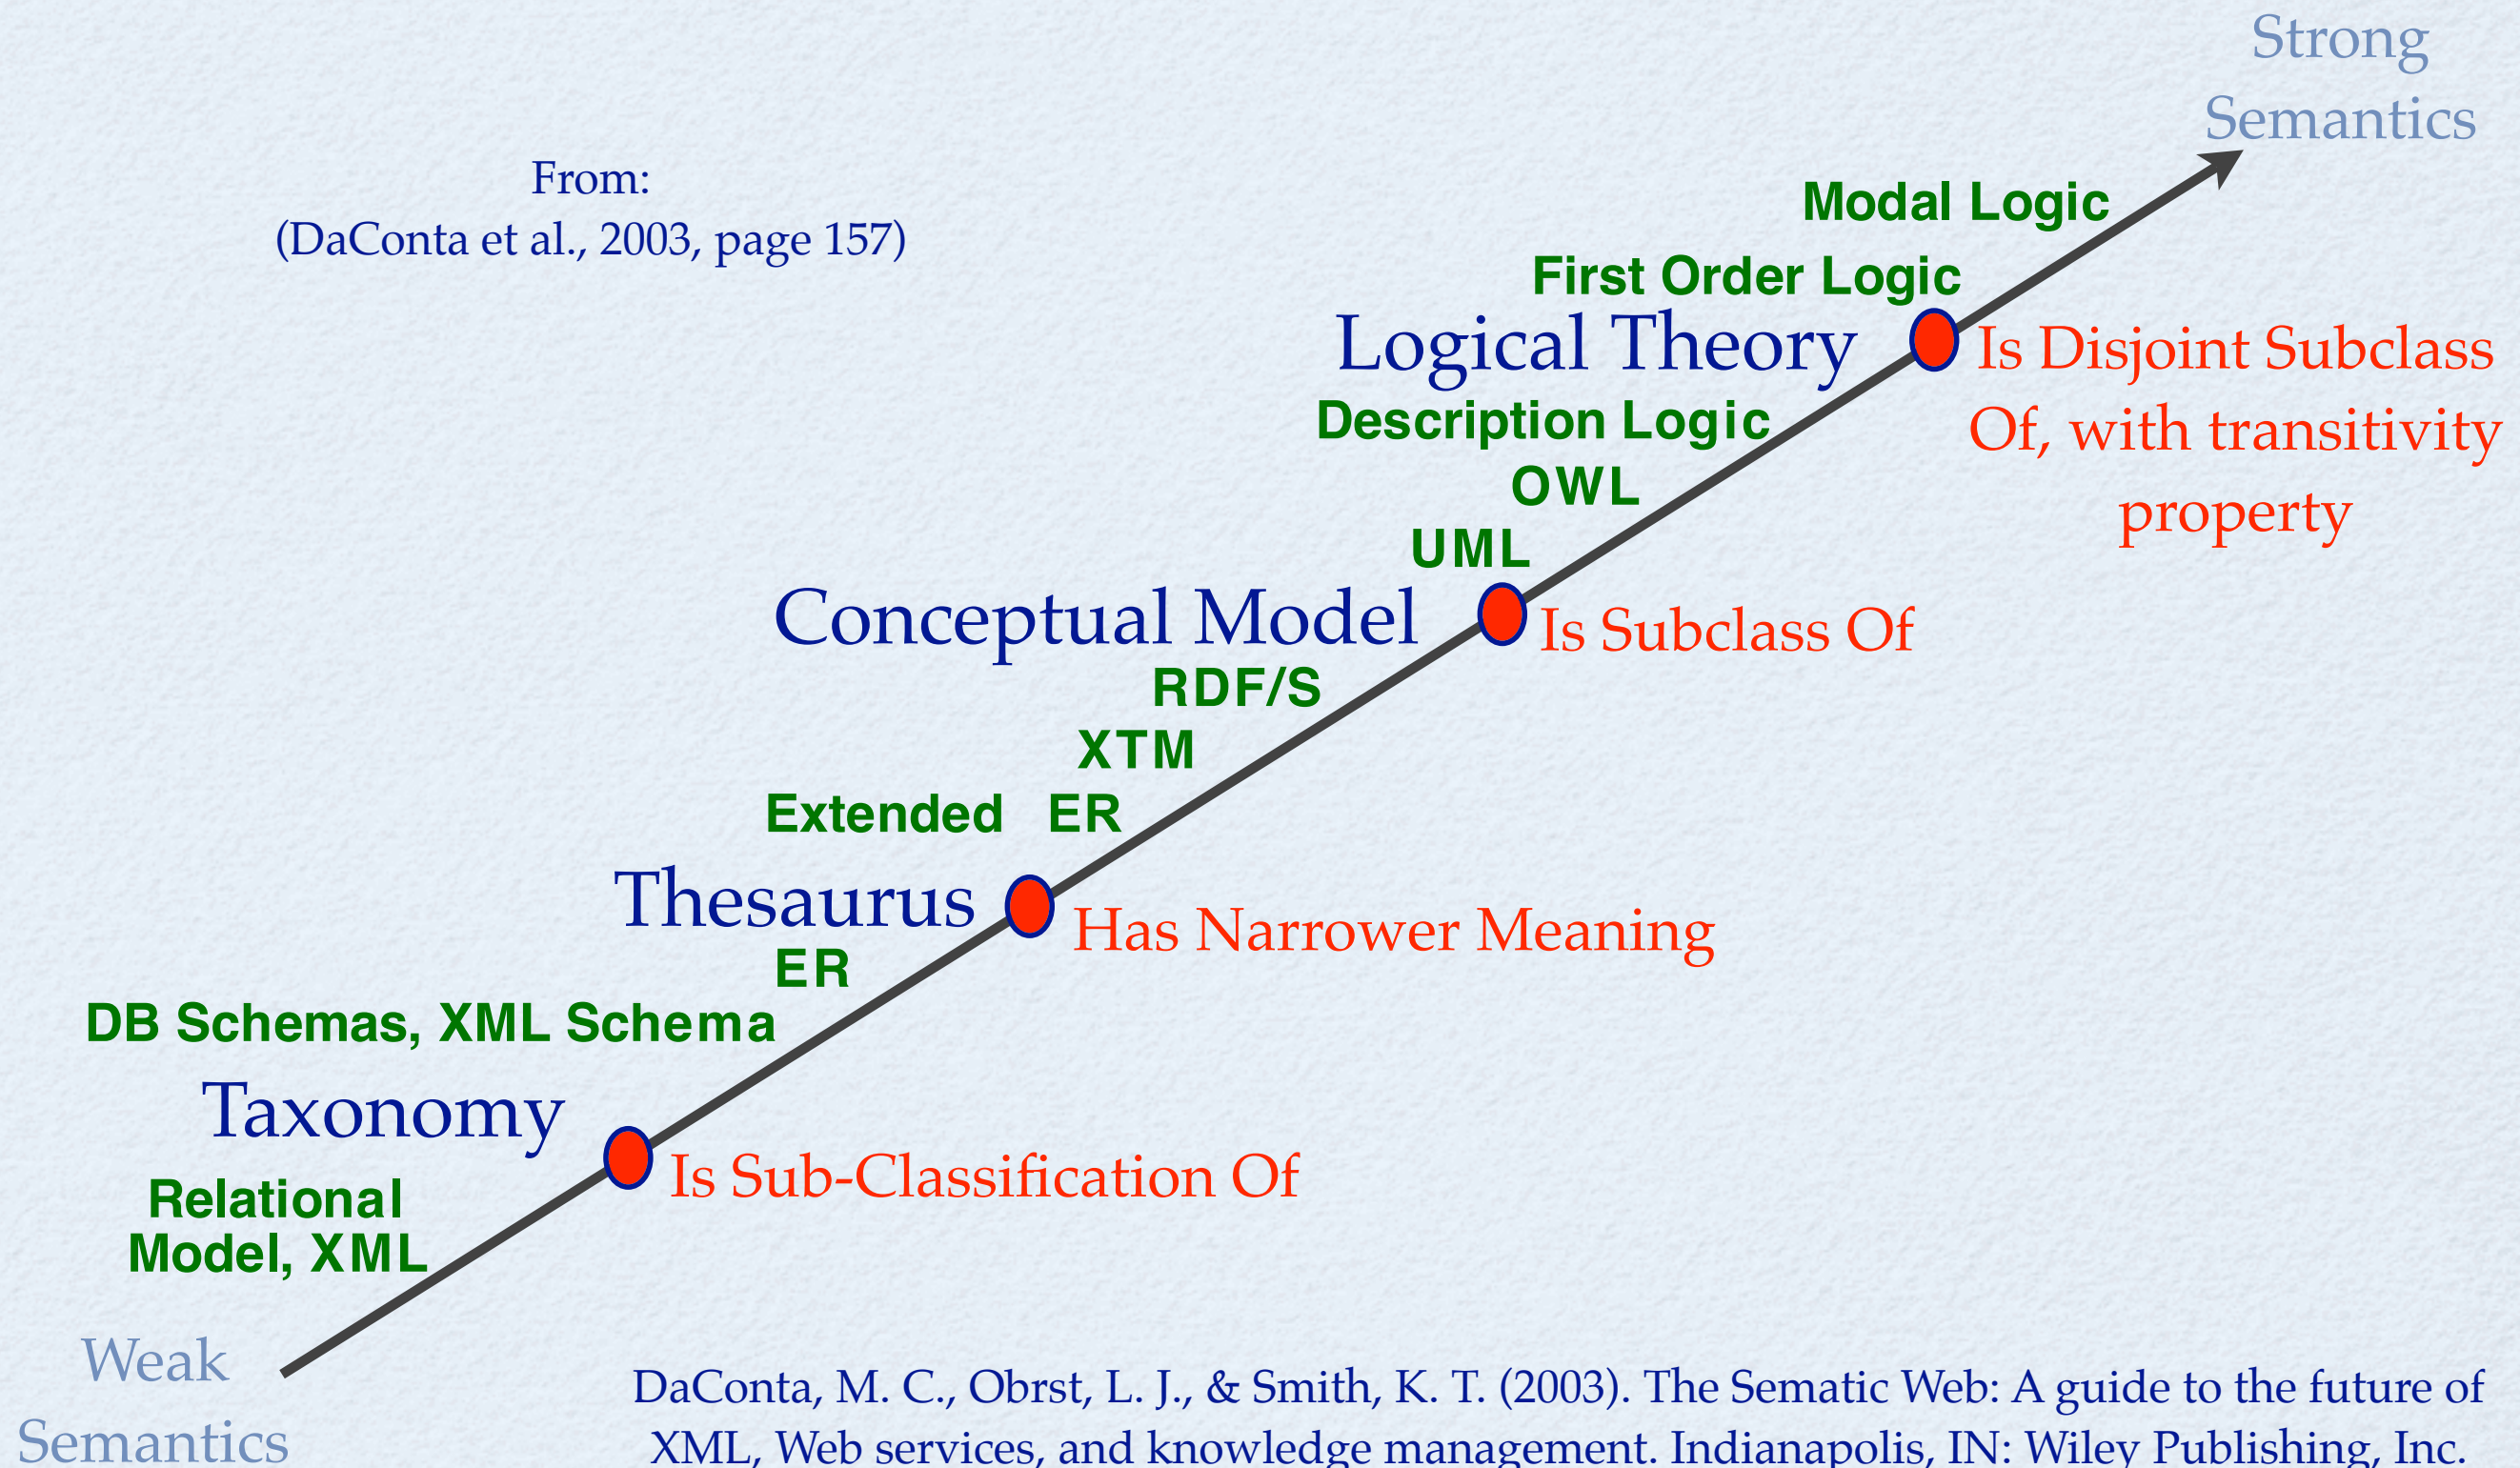 Strong
Semantics
From:
(DaConta et al., 2003, page 157)
Modal Logic
First Order Logic
Logical Theory
Is Disjoint Subclass
Of, with transitivity
property
Description Logic
OWL
UML
Conceptual Model
Is Subclass Of
RDF/S
XTM
Extended ER
Thesaurus
Has Narrower Meaning
ER
DB Schemas, XML Schema
Taxonomy
Is Sub-Classification Of
Relational
Model, XML
Weak
Semantics
DaConta, M. C., Obrst, L. J., & Smith, K. T. (2003). The Sematic Web: A guide to the future of
XML, Web services, and knowledge management. Indianapolis, IN: Wiley Publishing, Inc.